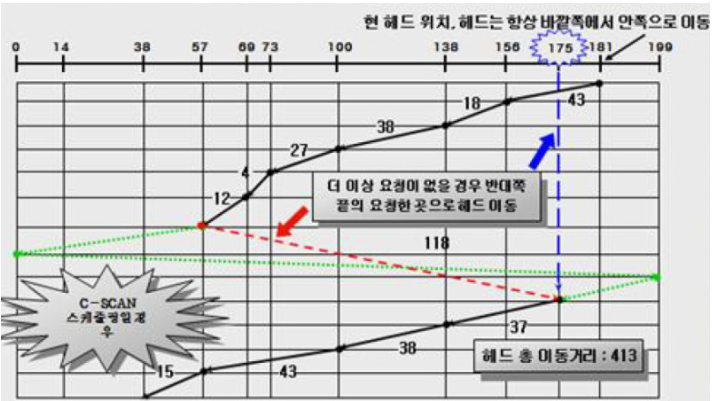 현 헤드 위치, 헤드는 항상 바깥쪽에서 안쪽으로 이동
0 14 38 57 69 73 100 138 156 175 181 199
43
18
38
27
4
12
더 이상 요청이 없을 경우 반대쪽
끝의 요청한 곳으로 헤드 이동
118
C-SCAN
스케줄링일 경
우
37
38
헤드 총 이동거리 : 413
43
15